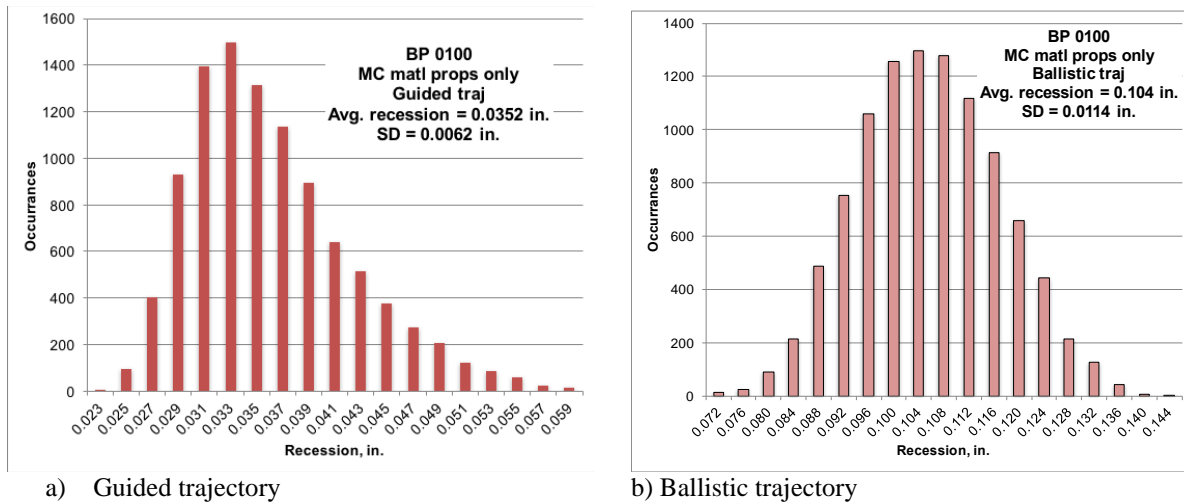 1600
1400
1200
1000
800
600
400
200
0
Occurrances
BP 0100
MC matl props only
Guided traj
Avg. recession = 0.0352 in.
SD = 0.0062 in.
0.023 0.025 0.027 0.029 0.031 0.033 0.035 0.037 0.039 0.041 0.043 0.045 0.047 0.049 0.051 0.053 0.055 0.057 0.059
Recession, in.
a) Guided trajectory
1400
1200
1000
800
600
400
200
0
Occurrances
BP 0100
MC matl props only
Ballistic traj
Avg. recession = 0.104 in.
SD = 0.0114 in.
0.072 0.076 0.080 0.084 0.088 0.092 0.096 0.100 0.104 0.108 0.112 0.116 0.120 0.124 0.128 0.132 0.136 0.140 0.144
Recession, in.
b) Ballistic trajectory